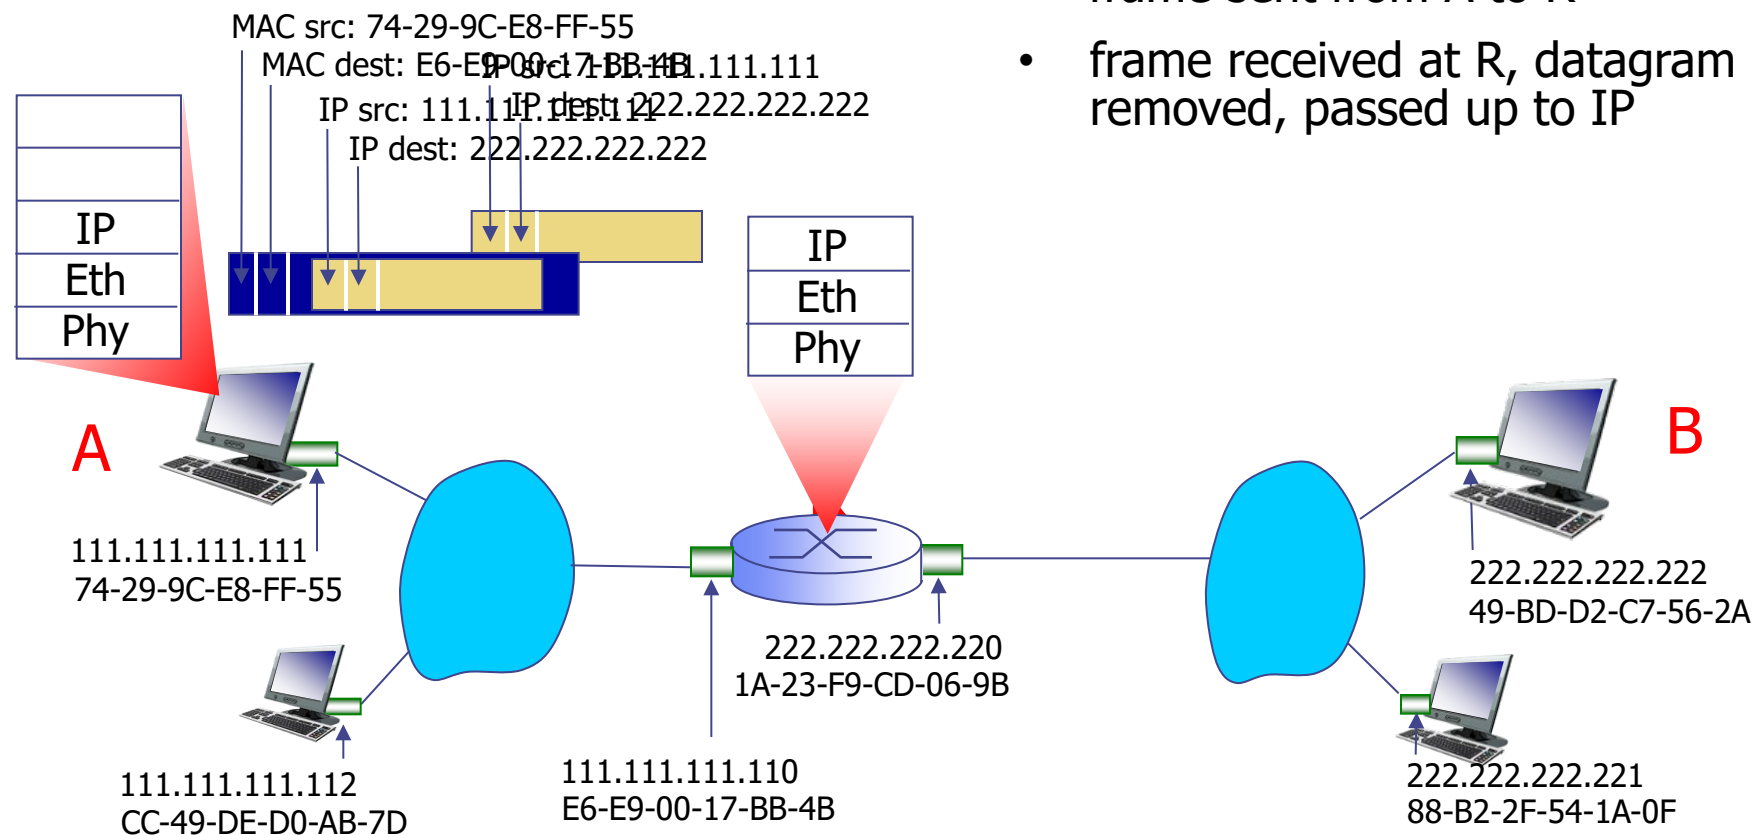 frame sent from A to R
MAC src: 74-29-9C-E8-FF-55
MAC dest: E6-E9-00-17-BB-4B
IP src: 111.111.111.111
IP dest: 222.222.222.222
IP src: 111.111.111.111
IP dest: 222.222.222.222
• frame received at R, datagram
removed, passed up to IP
IP
Eth
Phy
IP
Eth
Phy
A
B
111.111.111.111
74-29-9C-E8-FF-55
222.222.222.222
49-BD-D2-C7-56-2A
222.222.222.220
1A-23-F9-CD-06-9B
111.111.111.112
CC-49-DE-D0-AB-7D
111.111.111.110
E6-E9-00-17-BB-4B
222.222.222.221
88-B2-2F-54-1A-0F